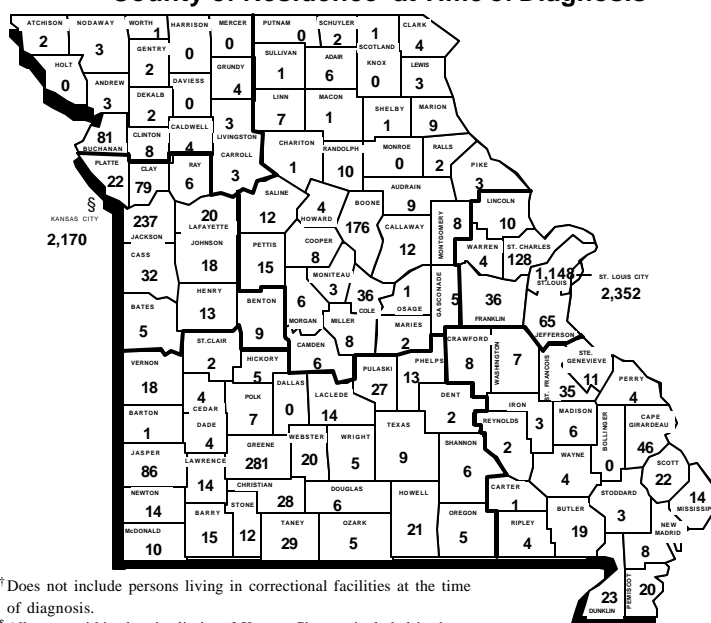 County of Residence at Time of Diagnosis
ATCHISON NODAWAY WORTH HARRISON MERCER PUTNAM SCHUYLER CLARK
2 3 1 0 0 0 2 4
GENTRY SULLIVAN ADAIR SCOTLAND
HOLT 2 1 6 1
0 GRUNDY KNOX LEWIS
ANDREW DAVIESS 4 0 3
3 DEKALB 0 LINN MACON SHELBY MARION
2 7 1 1 9
CALDWELL 3
81 CLINTON 4 LIVINGSTON CHARITON RANDOLPH MONROE RALLS
BUCHANAN 8 1 10 0 2
PLATTE CLAY RAY CARROLL PIKE
22 79 6 3 3
§ SALINE AUDRAIN LINCOLN
KANSAS CITY 12 4 BOONE 9 10
2,170 237 20 HOWARD 176 CALLAWAY MONTGOMERY
JACKSON LAFAYETTE 12 8
CASS JOHNSON PETTIS COOPER WARREN ST. CHARLES
32 18 15 8 4 128
MONITEAU 1,148 ST. LOUIS CITY
HENRY 3 36 1 ST.LOUIS 2,352
BATES 13 BENTON 6 COLE OSAGE GASCONADE 36
5 9 MORGAN MILLER MARIES 5 FRANKLIN 65
8 2 JEFFERSON
ST.CLAIR CAMDEN PHELPS CRAWFORD WASHINGTON STE.
2 6 PULASKI 13 8 7 GENEVIEVE
VERNON HICKORY 27 ST. FRANCOIS 11
18 5 DALLAS LACLEDE DENT 35 PERRY
4 POLK 0 14 2 IRON 4
CEDAR 7 TEXAS 3 MADISON CAPE
BARTON DADE 9 REYNOLDS 6 BOLLINGER GIRARDEAU
1 4 GREENE WEBSTER WRIGHT SHANNON 2 0 46
JASPER LAWRENCE 281 20 5 6 WAYNE SCOTT
86 14 4 22
NEWTON CHRISTIAN DOUGLAS HOWELL CARTER STODDARD 14
14 28 6 21 1 3 MISSISSIPPI
McDONALD BARRY STONE TANEY OZARK OREGON RIPLEY BUTLER NEW
10 15 12 29 5 5 4 19 MADRID
8
23 PEMISCOT 20
DUNKLIN
† Does not include persons living in correctional facilities at the time
of diagnosis.
§